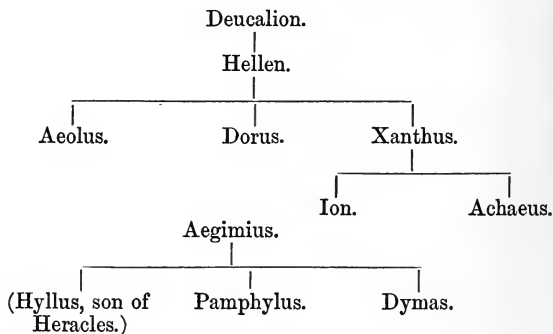 Deucalion.
Hellen.
Aeolus. Dorus. Xanthus.
Ion. Achaeus.
Aegimius.
(Hyllus, son of Heracles.) Pamphylus. Dymas.